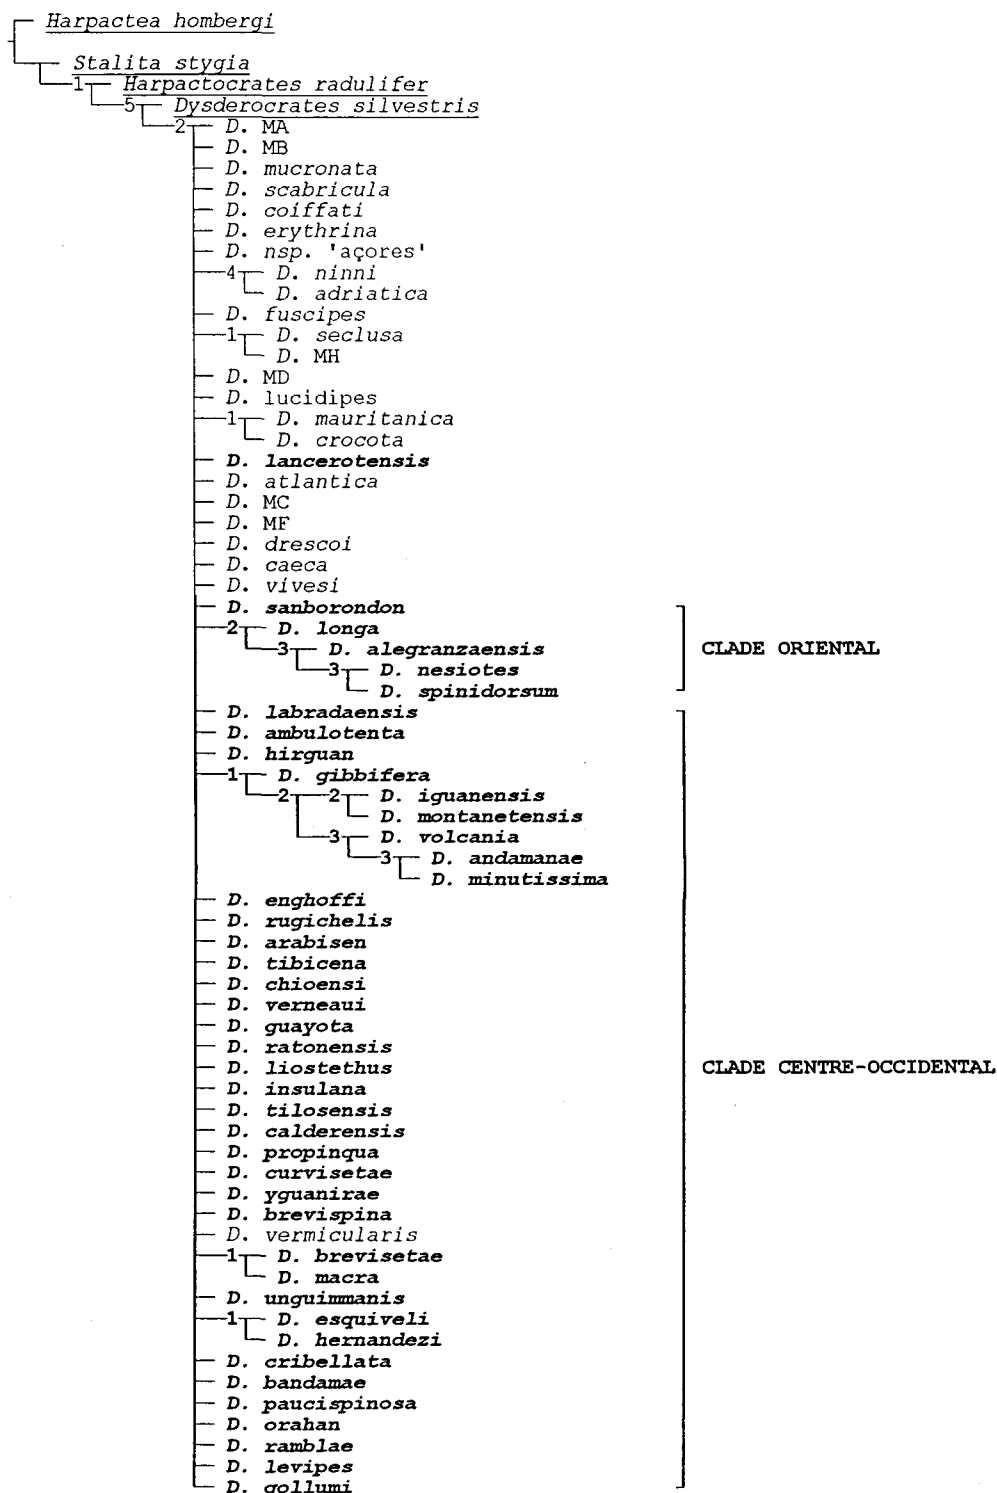 Harpactea hombergi
Stalita stygia
1 Harpactocrates radulifer
5 Dysderocrates silvestris
2 D. MA
D. MB
D. mucronata
D. scabricula
D. coiffati
D. erythrina
D. nsp. 'açores'
4 D. ninni
D. adriatica
D. fuscipes
1 D. seclusa
D. MH
D. MD
D. lucidipes
1 D. mauritanica
D. crocota
D. lancerotensis
D. atlantica
D. MC
D. MF
D. drescoi
D. caeca
D. vivesi
D. sanborondon
2 D. longa
3 D. alegranzaensis
CLADE ORIENTAL
3 D. nesiotes
D. spinidorsum
D. labradaensis
D. ambulotenta
D. hirguan
1 D. gibbifera
2 2 D. iguanensis
D. montanetensis
3 D. volcania
3 D. andamanae
D. minutissima
D. enghoffi
D. rugichelis
D. arabisen
D. tibicena
D. chioensi
D. verneaui
D. guayota
D. ratonensis
D. liostethus
CLADE CENTRE-OCCIDENTAL
D. insulana
D. tilosensis
D. calderensis
D. propinqua
D. curvisetae
D. yguanirae
D. brevispina
D. vermicularis
1 D. brevisetae
D. macra
D. unguimmanis
1 D. esquiveli
D. hernandezi
D. cribellata
D. bandamae
D. paucispinosa
D. orahan
D. ramblae
D. levipes
D. gollumi